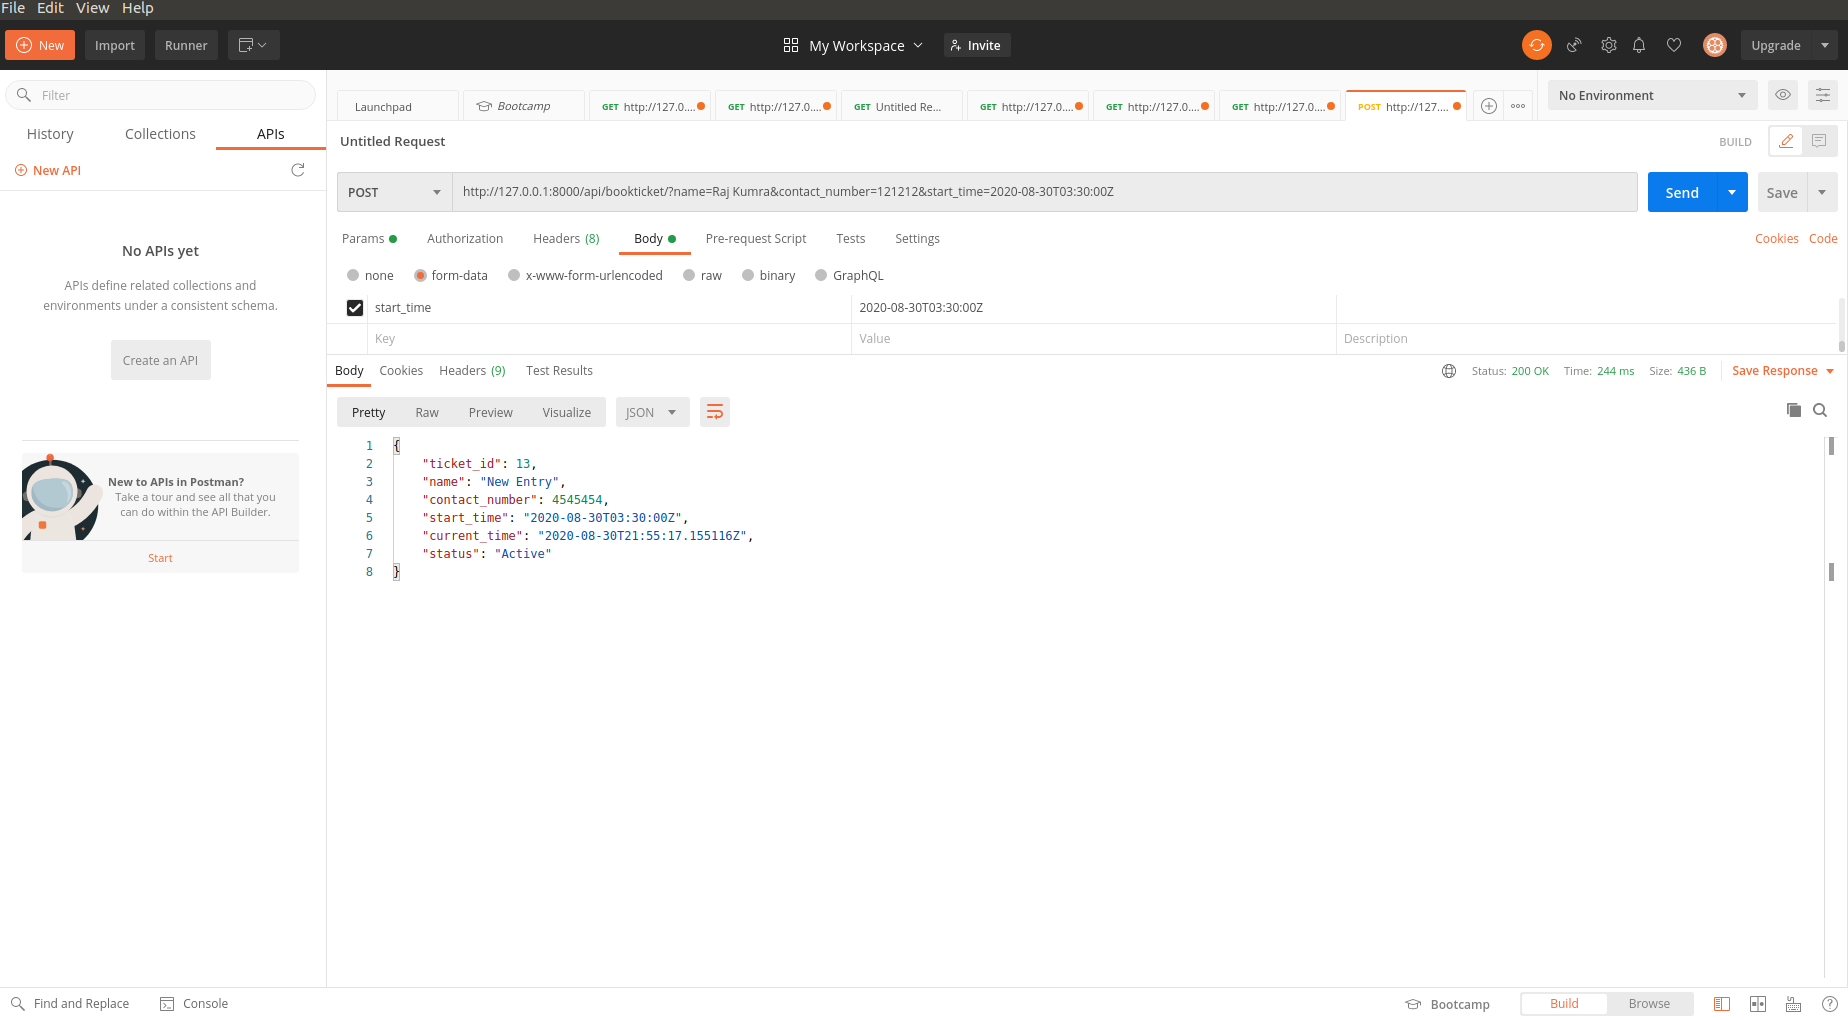 File Edit View Help
New Import Runner My Workspace Invite Upgrade
Filter
History Collections APIs
New API
No APIs yet
APIs define related collections and
environments under a consistent schema.
Create an API
New to APIs in Postman?
Take a tour and see all that you
can do within the API Builder.
Start
Launchpad Bootcamp GET http://127.0.... GET http://127.0.... GET Untitled Re... GET http://127.0.... GET http://127.0.... GET http://127.0.... POST http://127.... No Environment
Untitled Request BUILD
POST http://127.0.0.1:8000/api/bookticket/?name=Raj Kumra&contact_number=121212&start_time=2020-08-30T03:30:00Z Send Save
Params Authorization Headers (8) Body Pre-request Script Tests Settings Cookies Code
none form-data x-www-form-urlencoded raw binary GraphQL
start_time 2020-08-30T03:30:00Z
Key Value Description
Body Cookies Headers (9) Test Results Status: 200 OK Time: 244 ms Size: 436 B Save Response
Pretty Raw Preview Visualize JSON
1 {
2 "ticket_id": 13,
3 "name": "New Entry",
4 "contact_number": 4545454,
5 "start_time": "2020-08-30T03:30:00Z",
6 "current_time": "2020-08-30T21:55:17.155116Z",
7 "status": "Active"
8 }
Find and Replace Console Bootcamp Build Browse